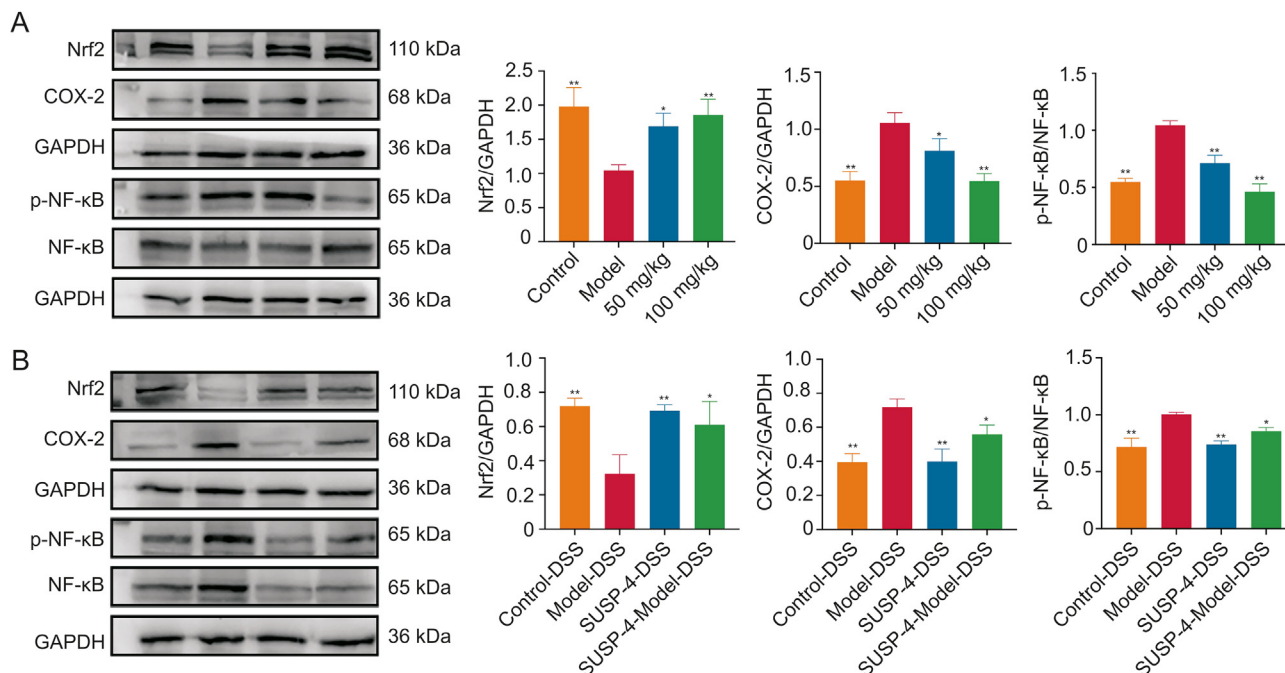 A
Nrf2
110 kDa
COX-2
68 kDa
GAPDH
36 kDa
p-NF-κB
65 kDa
NF-κB
65 kDa
GAPDH
36 kDa
Nrf2/GAPDH
2.5
2.0
1.5
1.0
0.5
0
**
*
**
Control
Model
50 mg/kg
100 mg/kg
COX-2/GAPDH
1.5
1.0
0.5
0
**
*
**
Control
Model
50 mg/kg
100 mg/kg
p-NF-κB/NF-κB
1.5
1.0
0.5
0
**
**
**
Control
Model
50 mg/kg
100 mg/kg
B
Nrf2
110 kDa
COX-2
68 kDa
GAPDH
36 kDa
p-NF-κB
65 kDa
NF-κB
65 kDa
GAPDH
36 kDa
Nrf2/GAPDH
1.0
0.8
0.6
0.4
0.2
0
**
**
*
Control-DSS
Model-DSS
SUSP-4-DSS
SUSP-4-Model-DSS
COX-2/GAPDH
1.0
0.8
0.6
0.4
0.2
0
**
**
*
Control-DSS
Model-DSS
SUSP-4-DSS
SUSP-4-Model-DSS
p-NF-κB/NF-κB
1.5
1.0
0.5
0
**
**
*
Control-DSS
Model-DSS
SUSP-4-DSS
SUSP-4-Model-DSS